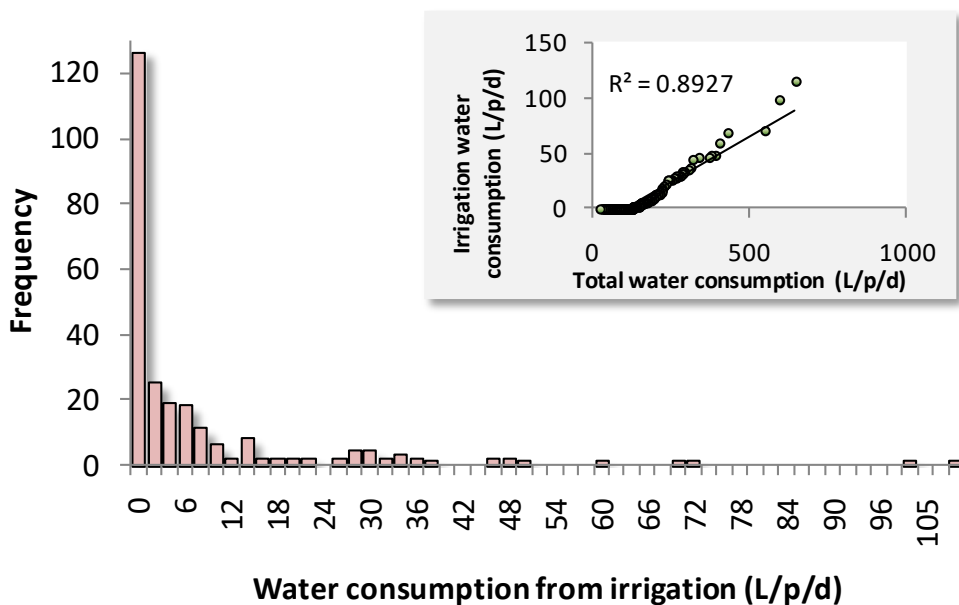 120
100
80
60
40
20
0
Frequency
0 6 12 18 24 30 36 42 48 54 60 66 72 78 84 90 96 105
Water consumption from irrigation (L/p/d)
150
100
50
0
Irrigation water
consumption (L/p/d)
R² = 0.8927
0 500 1000
Total water consumption (L/p/d)